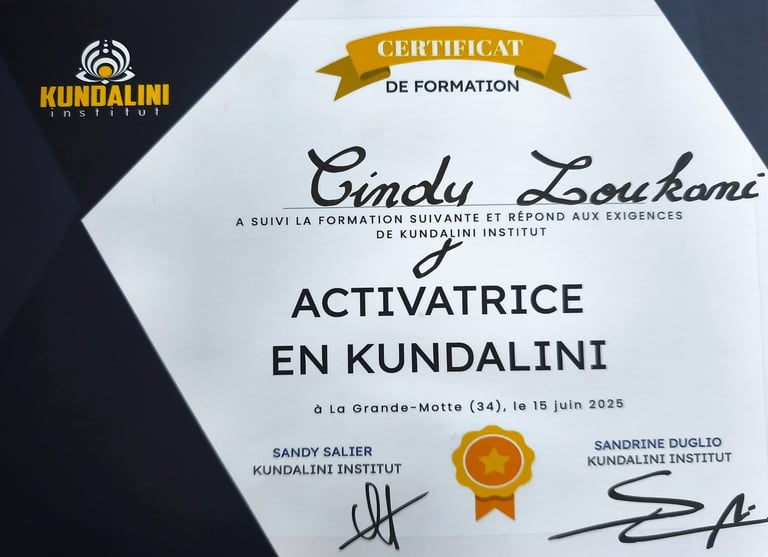 KUNDALINI
institut
CERTIFICAT
DE FORMATION
Cindy Loukani
A SUIVI LA FORMATION SUIVANTE ET RÉPOND AUX EXIGENCES
DE KUNDALINI INSTITUT
ACTIVATRICE
EN KUNDALINI
à La Grande-Motte (34), le 15 juin 2025
SANDY SALIER
KUNDALINI INSTITUT
SANDRINE DUGLIO
KUNDALINI INSTITUT